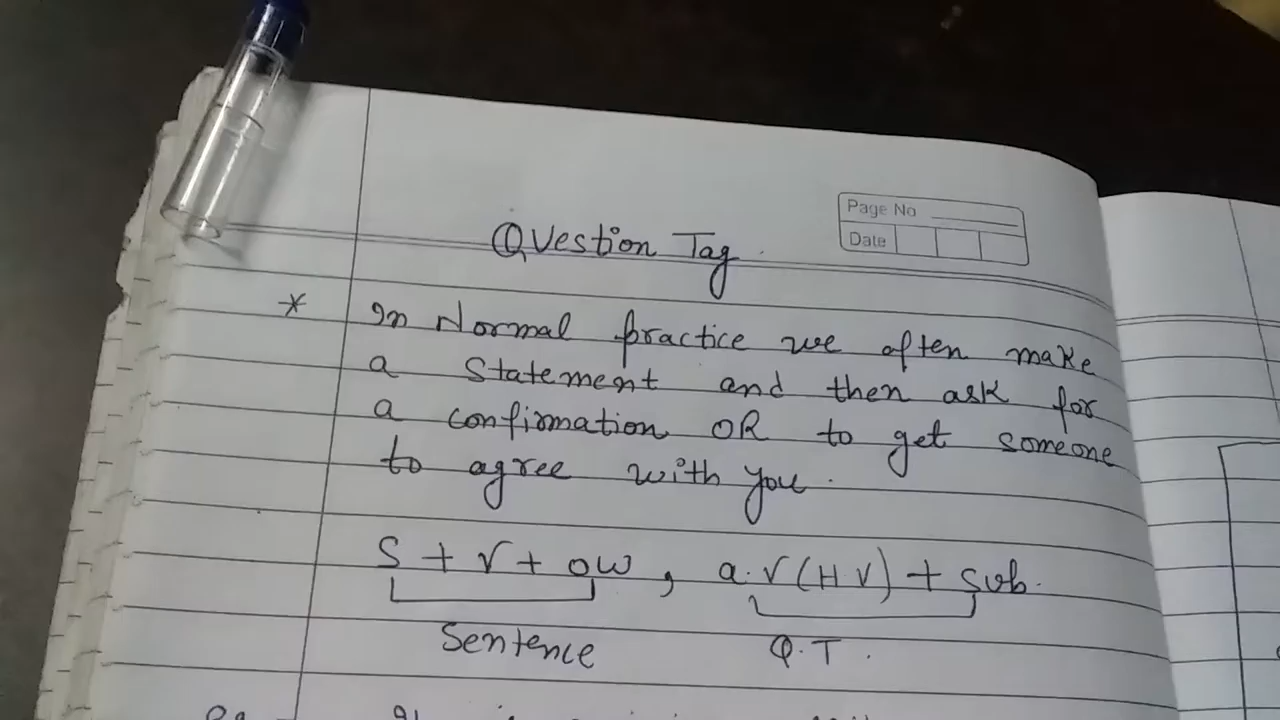 Page No
Date
Question Tag.
* In Normal practice we often make
a statement and then ask for
a confirmation OR to get someone
to agree with you.
S + V + OW, a.V(H V) + Sub.
Sentence Q.T.